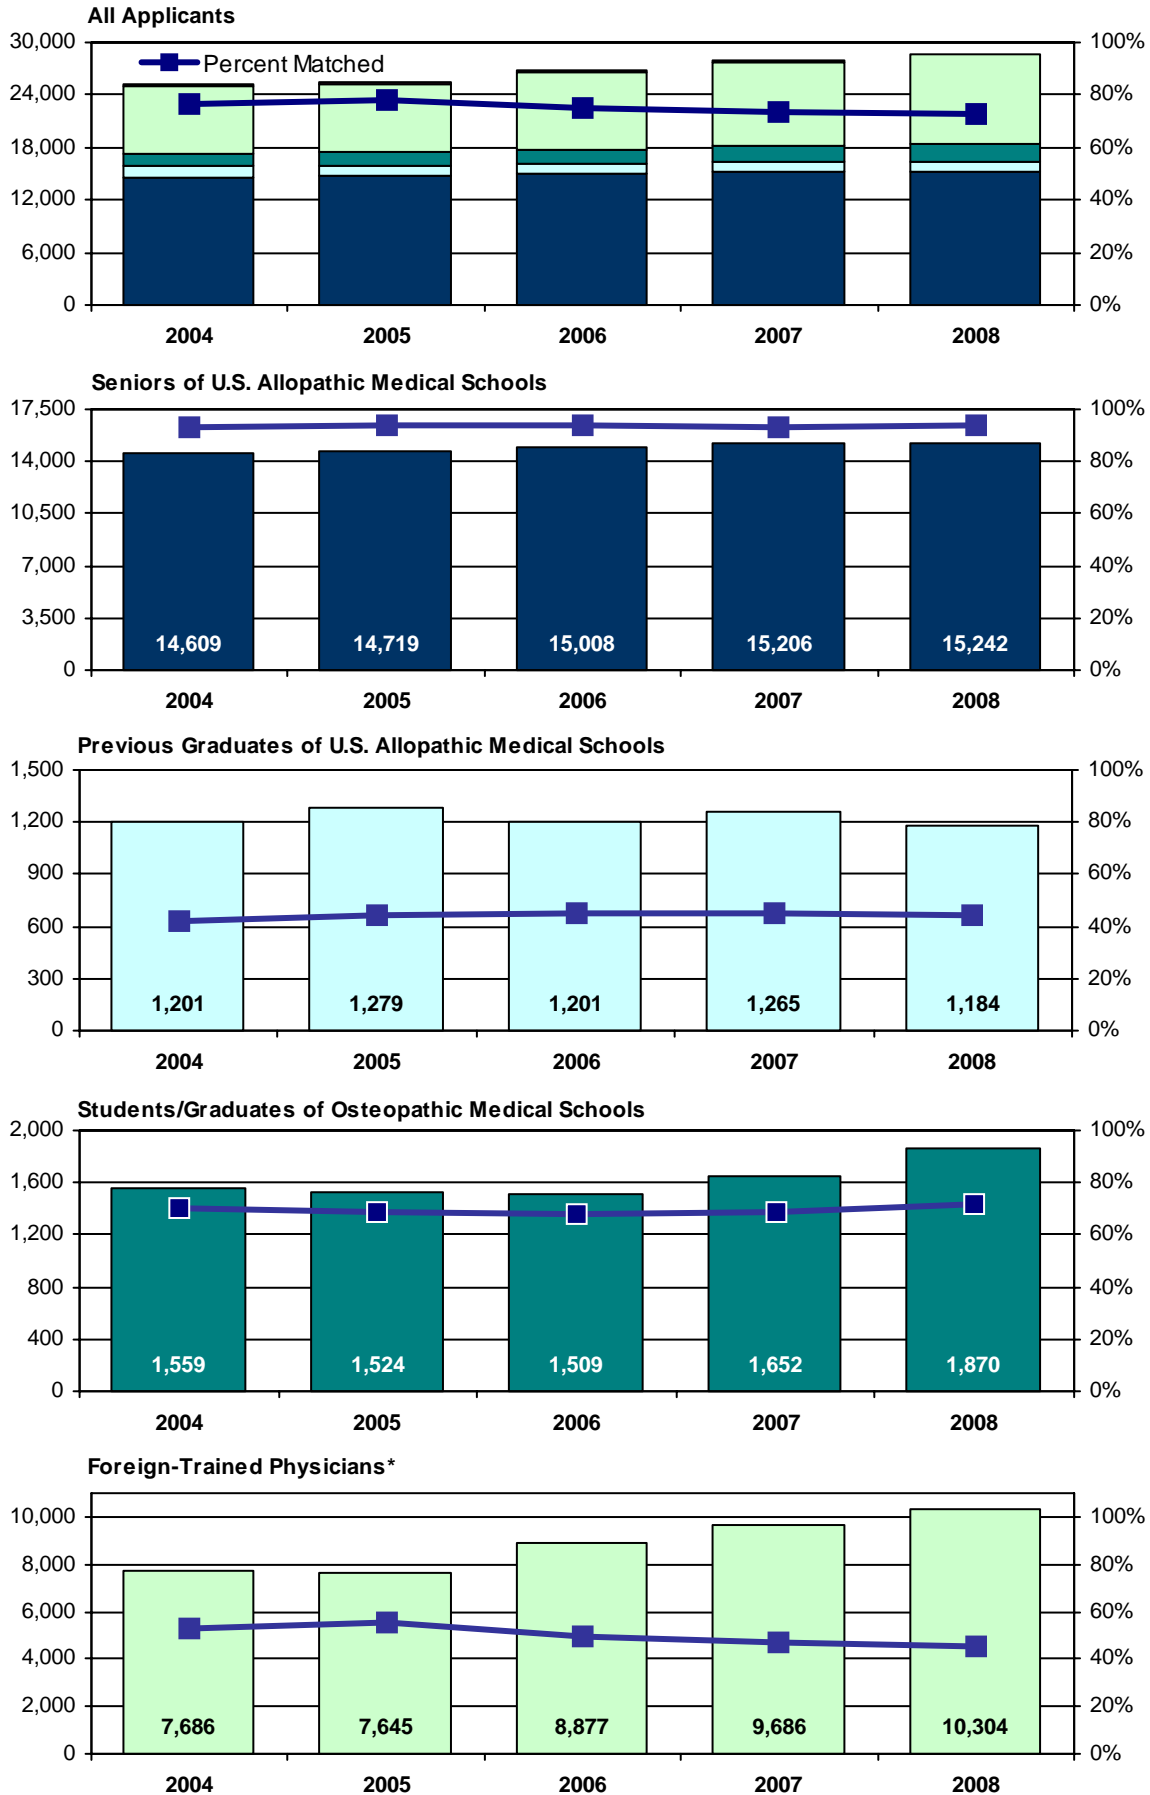 All Applicants
30,000 100%
Percent Matched
24,000 80%
18,000 60%
12,000 40%
6,000 20%
0 0%
2004 2005 2006 2007 2008
Seniors of U.S. Allopathic Medical Schools
17,500 100%
14,000 80%
10,500 60%
7,000 40%
3,500 20%
14,609 14,719 15,008 15,206 15,242
0 0%
2004 2005 2006 2007 2008
Previous Graduates of U.S. Allopathic Medical Schools
1,500 100%
1,200 80%
900 60%
600 40%
300 20%
1,201 1,279 1,201 1,265 1,184
0 0%
2004 2005 2006 2007 2008
Students/Graduates of Osteopathic Medical Schools
2,000 100%
1,600 80%
1,200 60%
800 40%
400 20%
1,559 1,524 1,509 1,652 1,870
0 0%
2004 2005 2006 2007 2008
Foreign-Trained Physicians*
10,000 100%
8,000 80%
6,000 60%
4,000 40%
2,000 20%
7,686 7,645 8,877 9,686 10,304
0 0%
2004 2005 2006 2007 2008